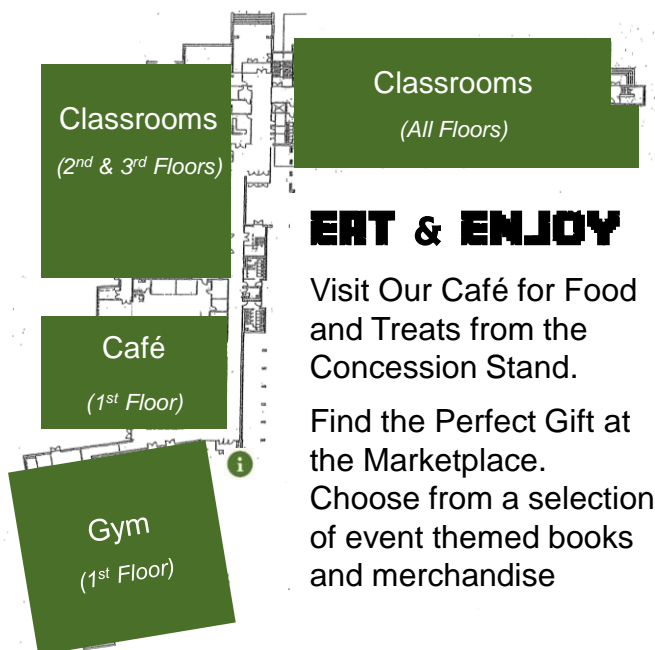 Classrooms
(All Floors)
Classrooms
(2nd & 3rd Floors)
EAT & ENJOY
Visit Our Café for Food
and Treats from the
Concession Stand.
Café
(1st Floor)
Find the Perfect Gift at
the Marketplace.
Choose from a selection
of event themed books
and merchandise
i
Gym
(1st Floor)